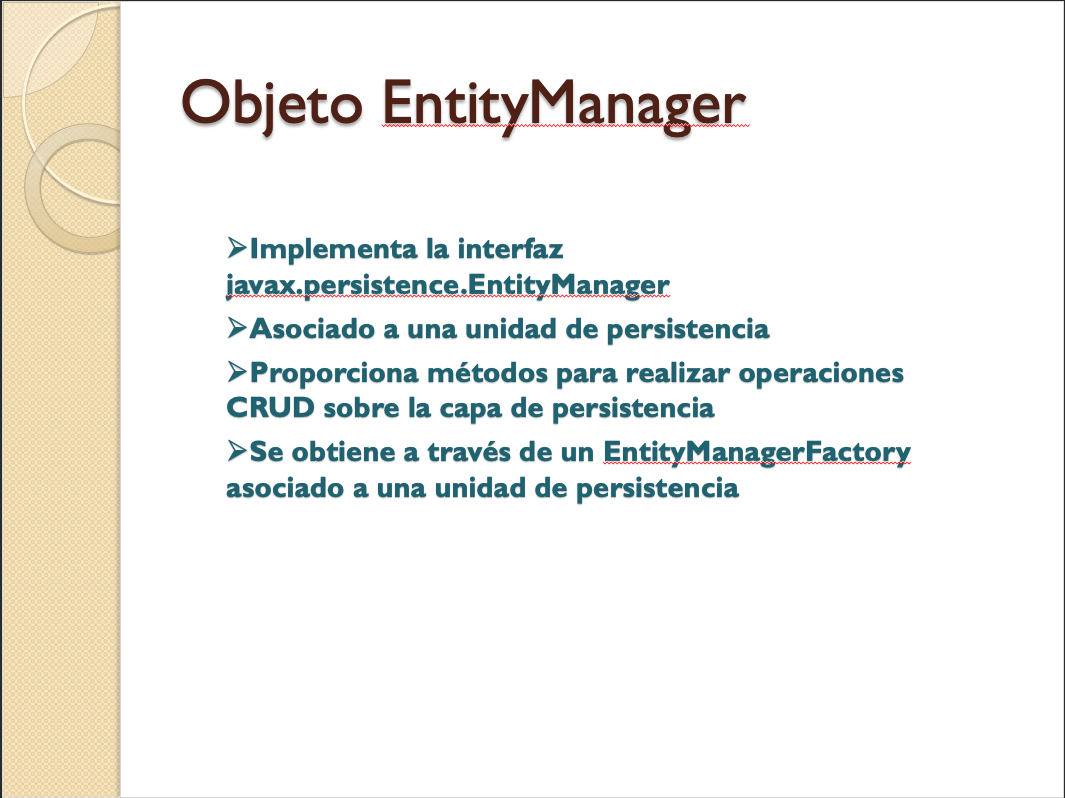 Objeto EntityManager
➢Implementa la interfaz
javax.persistence.EntityManager
➢Asociado a una unidad de persistencia
➢Proporciona métodos para realizar operaciones
CRUD sobre la capa de persistencia
➢Se obtiene a través de un EntityManagerFactory
asociado a una unidad de persistencia